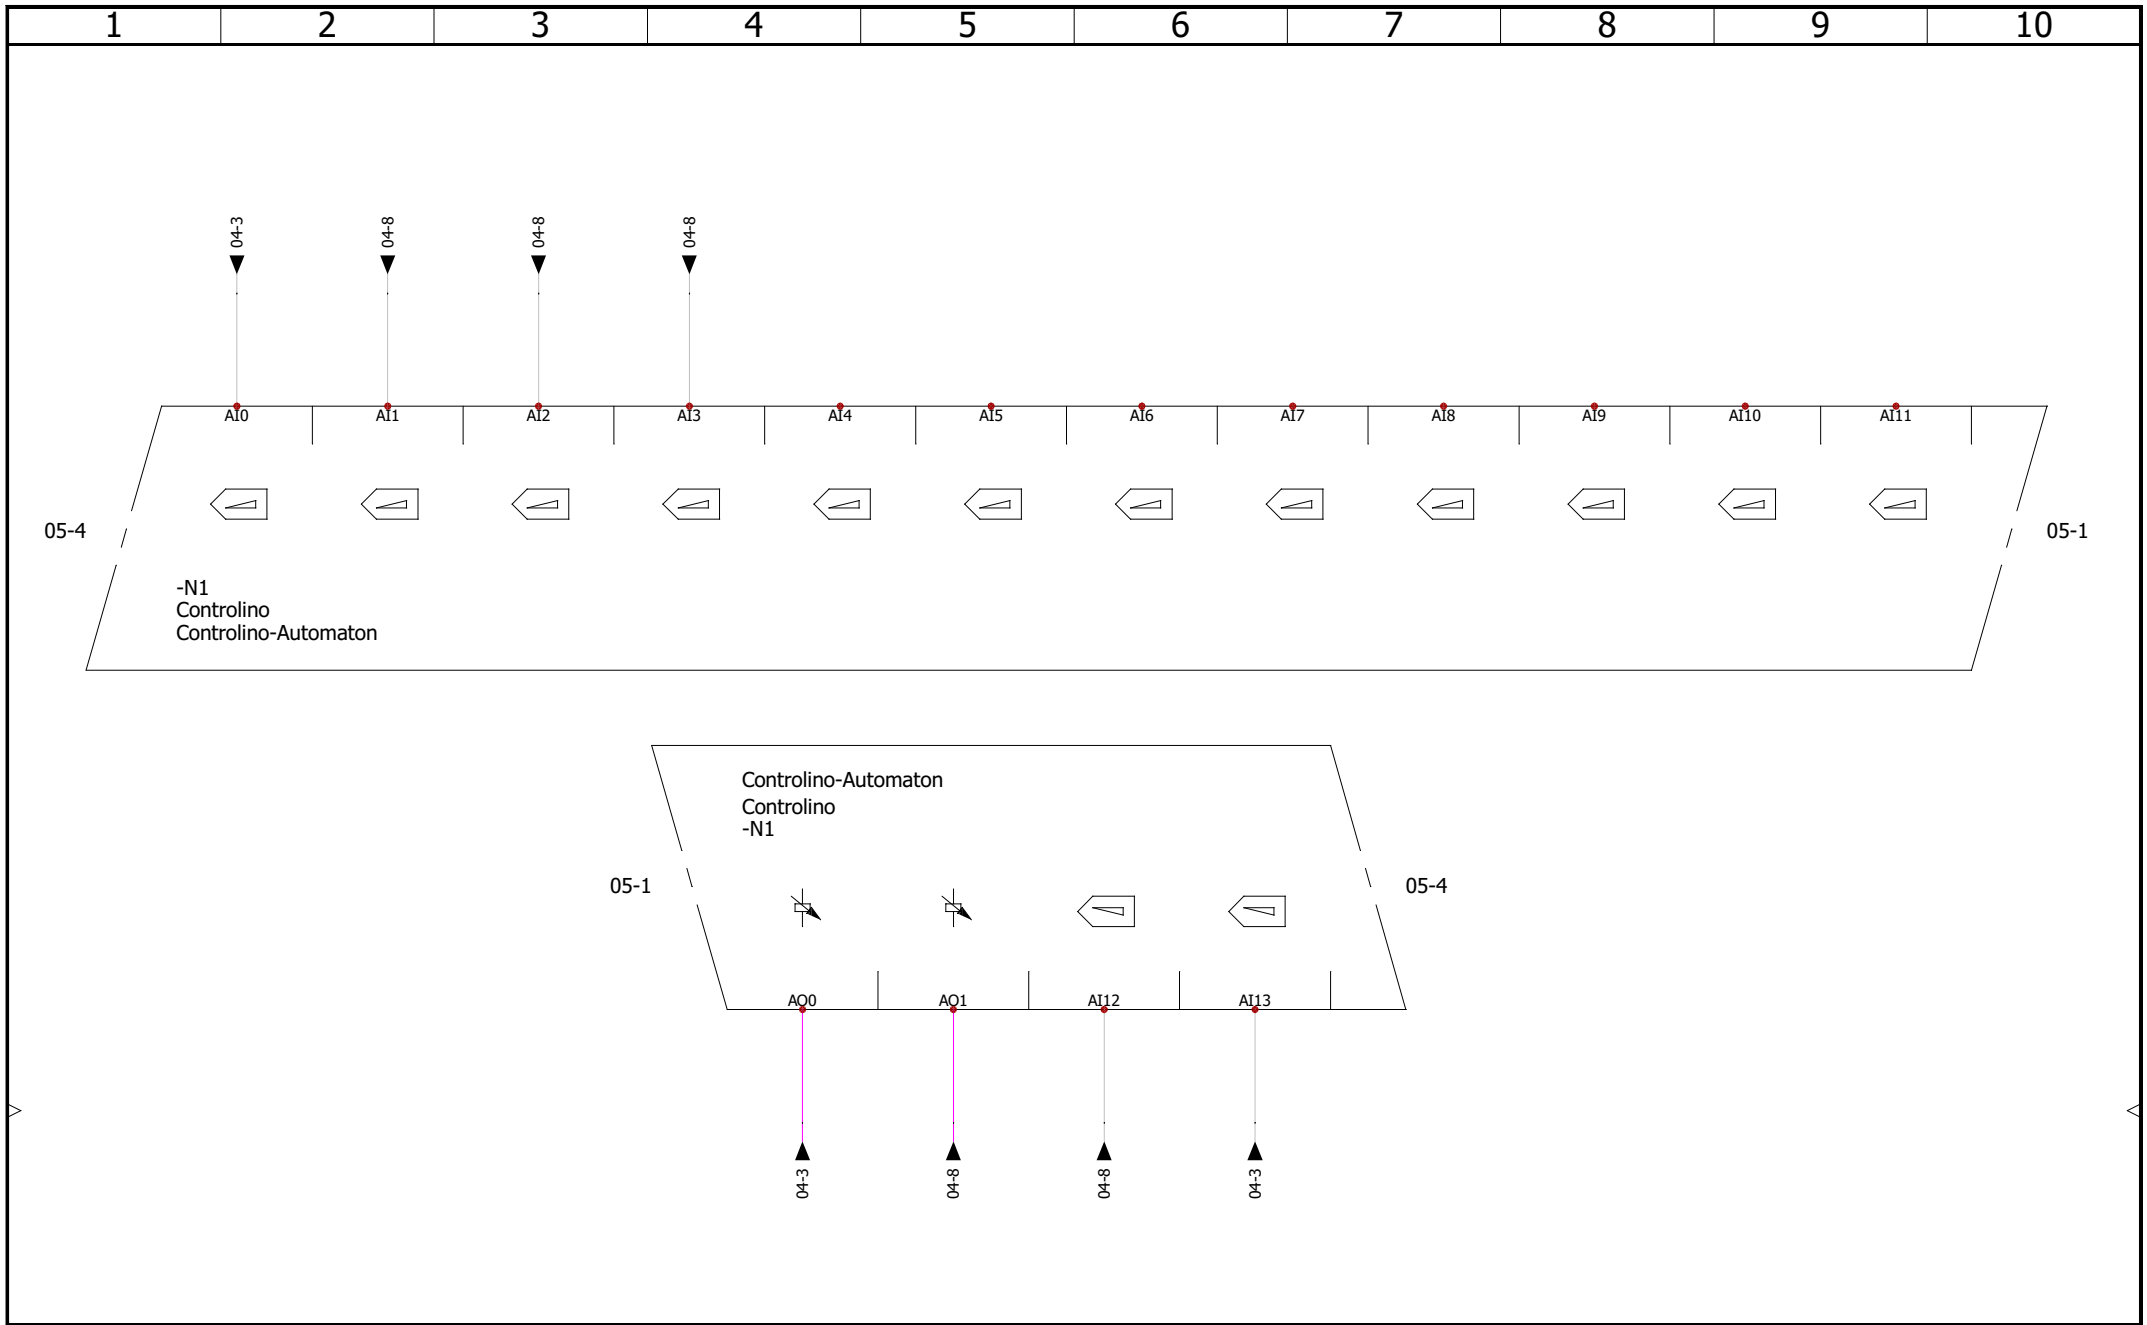 1 2 3 4 5 6 7 8 9 10
04-3 04-8 04-8 04-8
AI0 AI1 AI2 AI3 AI4 AI5 AI6 AI7 AI8 AI9 AI10 AI11
05-4 05-1
-N1
Controlino
Controlino-Automaton
Controlino-Automaton
Controlino
-N1
05-1 05-4
AO0 AO1 AI12 AI13
04-3 04-8 04-8 04-3